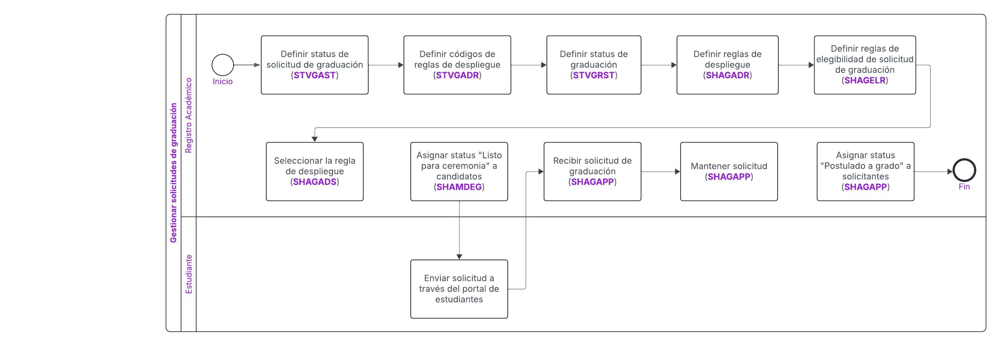 Gestionar solicitudes de graduación
Registro Académico
Inicio
Definir status de
solicitud de graduación
(STVGAST)
Definir códigos de
reglas de despliegue
(STVGADR)
Definir status de
graduación
(STVGRST)
Definir reglas de
despliegue
(SHAGADR)
Definir reglas de
elegibilidad de solicitud
de graduación
(SHAGELR)
Seleccionar la regla
de despliegue
(SHAGADS)
Asignar status "Listo
para ceremonia" a
candidatos
(SHAMDEG)
Recibir solicitud de
graduación
(SHAGAPP)
Mantener solicitud
(SHAGAPP)
Asignar status
"Postulado a grado" a
solicitantes
(SHAGAPP)
Fin
Estudiante
Enviar solicitud a
través del portal de
estudiantes